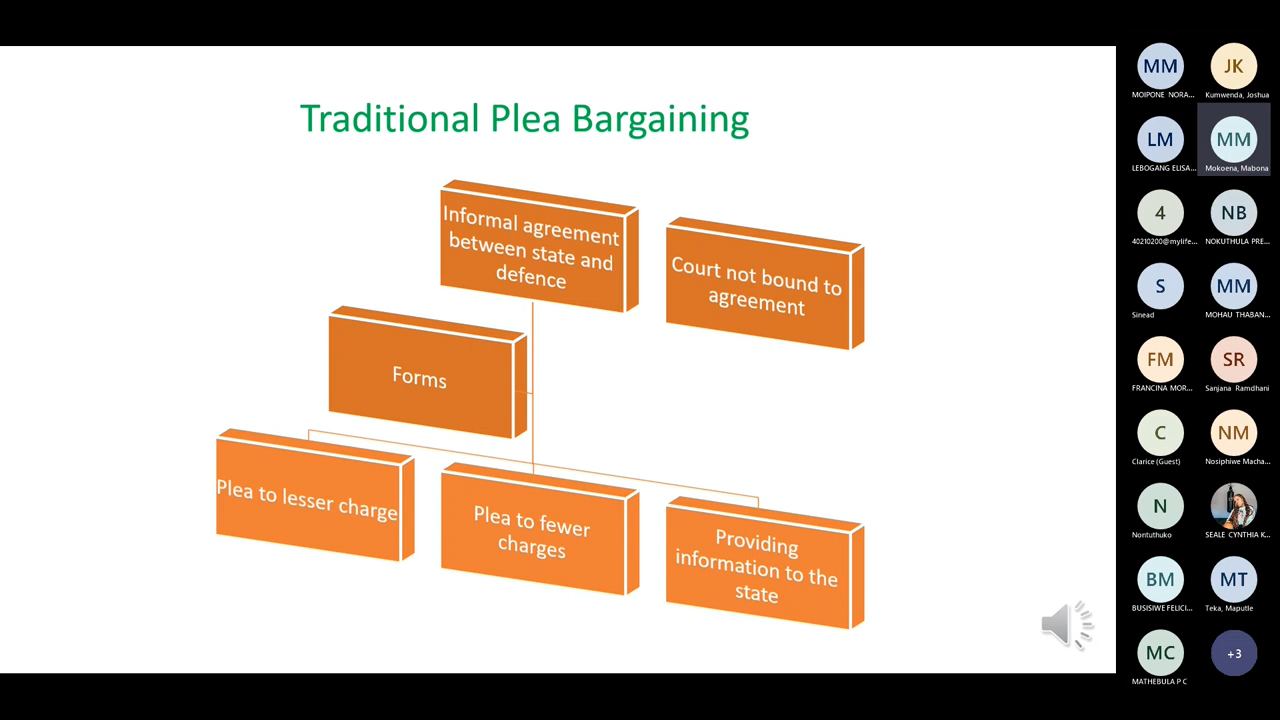 Traditional Plea Bargaining
Informal agreement
between state and
defence
Court not bound to
agreement
Forms
Plea to lesser charge
Plea to fewer
charges
Providing
information to the
state
MM
MOIPONE NORA...
JK
Kumwenda, Joshua
LM
LEBOGANG ELISA...
MM
Mokoena, Mabona
4
40210200@mylife...
NB
NOKUTHULA PRE...
S
Sinead
MM
MOHAU THABAN...
FM
FRANCINA MOR...
SR
Sanjana Ramdhani
C
Clarice (Guest)
NM
Nosiphiwe Macha...
N
Nontuthuko
SEALE CYNTHIA K...
BM
BUSISIWE FELICI...
MT
Teka, Maputle
MC
MATHEBULA P C
+3